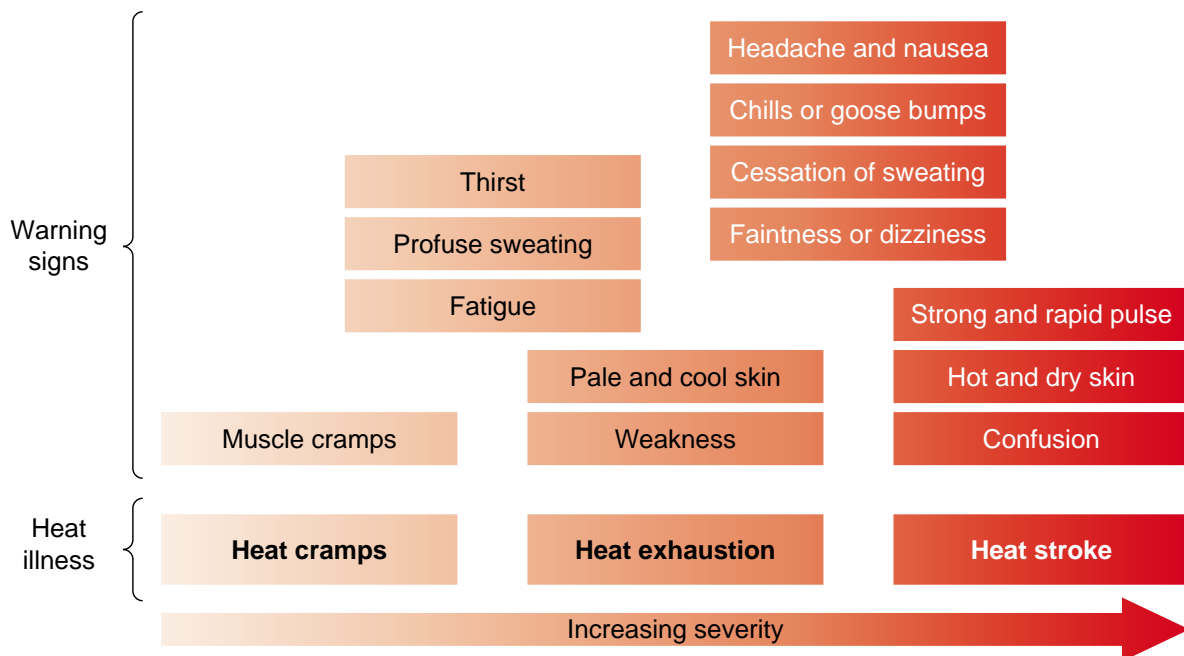 Headache and nausea
Chills or goose bumps
Cessation of sweating
Faintness or dizziness
Thirst
Profuse sweating
Fatigue
Warning
signs
Strong and rapid pulse
Pale and cool skin
Hot and dry skin
Muscle cramps
Weakness
Confusion
Heat
illness
Heat cramps
Heat exhaustion
Heat stroke
Increasing severity